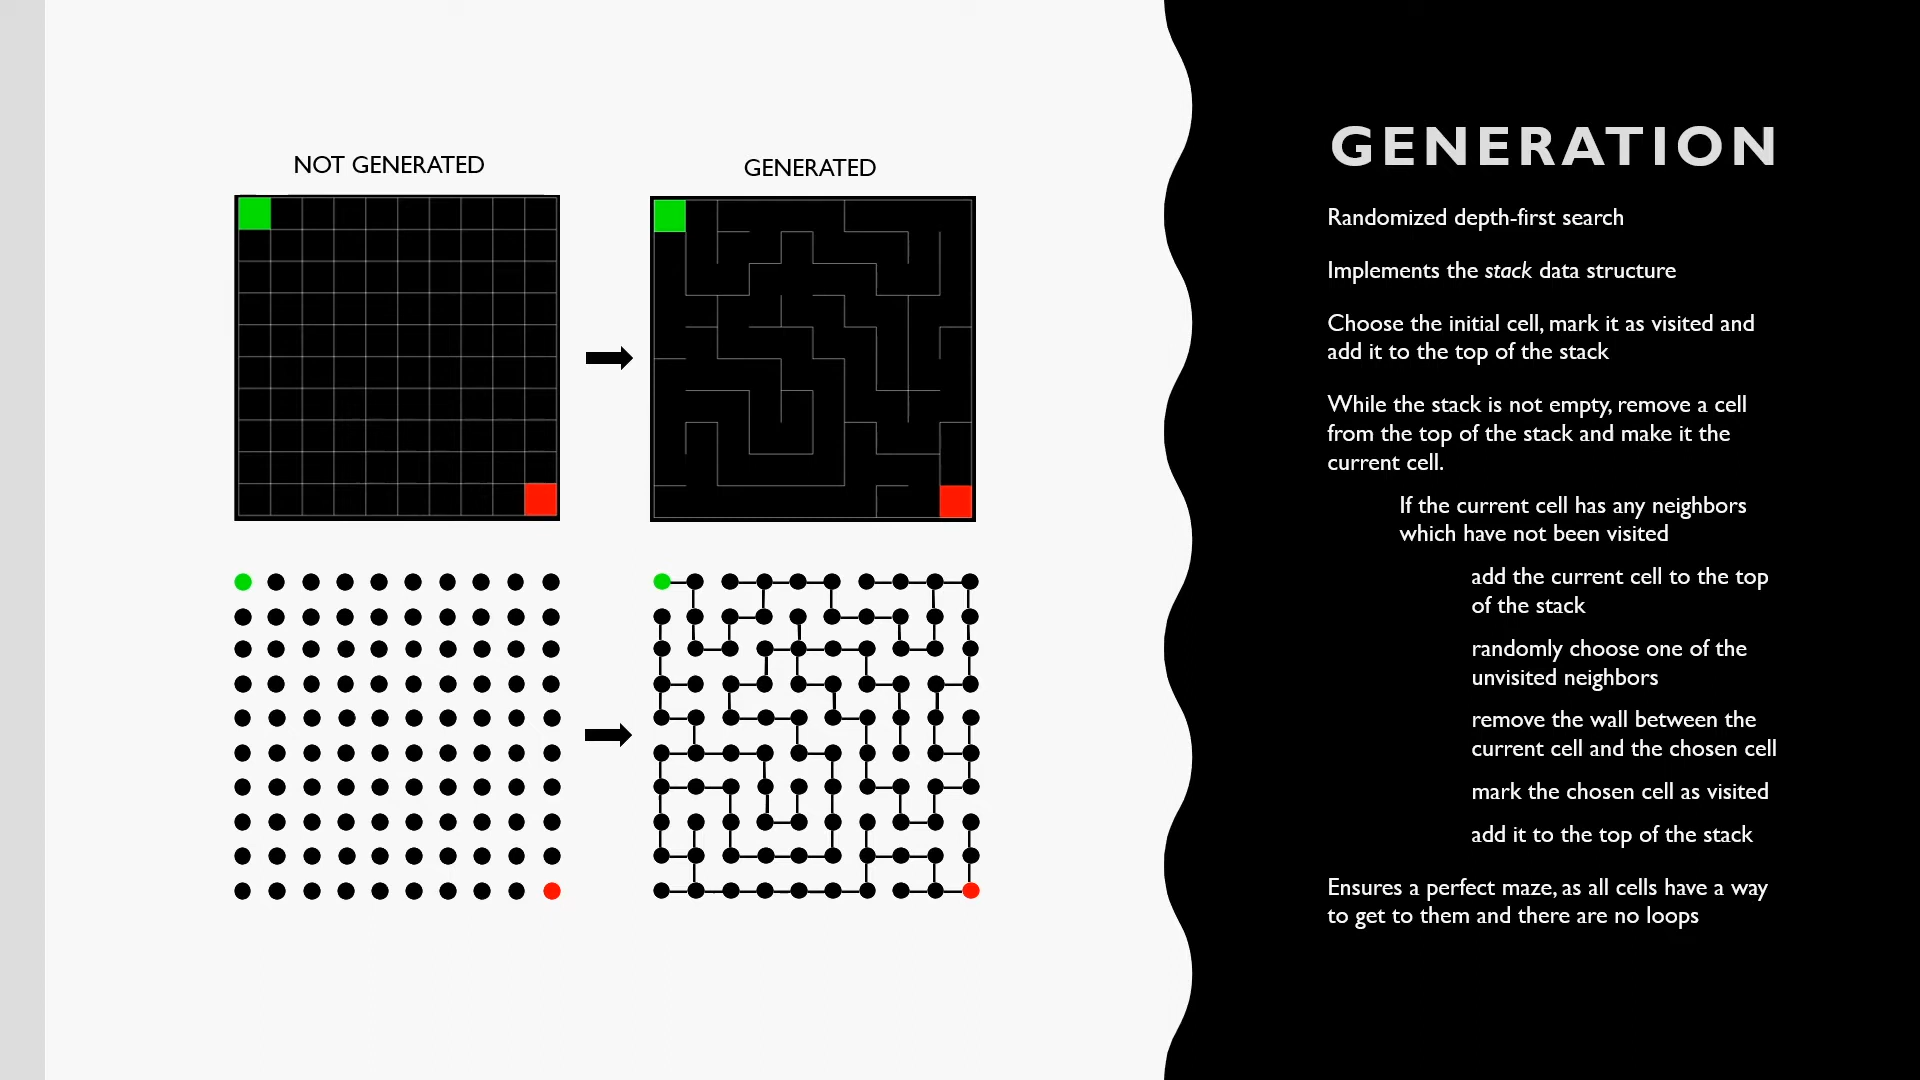 NOT GENERATED
GENERATED
GENERATION
Randomized depth-first search
Implements the stack data structure
Choose the initial cell, mark it as visited and
add it to the top of the stack
While the stack is not empty, remove a cell
from the top of the stack and make it the
current cell.
If the current cell has any neighbors
which have not been visited
add the current cell to the top
of the stack
randomly choose one of the
unvisited neighbors
remove the wall between the
current cell and the chosen cell
mark the chosen cell as visited
add it to the top of the stack
Ensures a perfect maze, as all cells have a way
to get to them and there are no loops